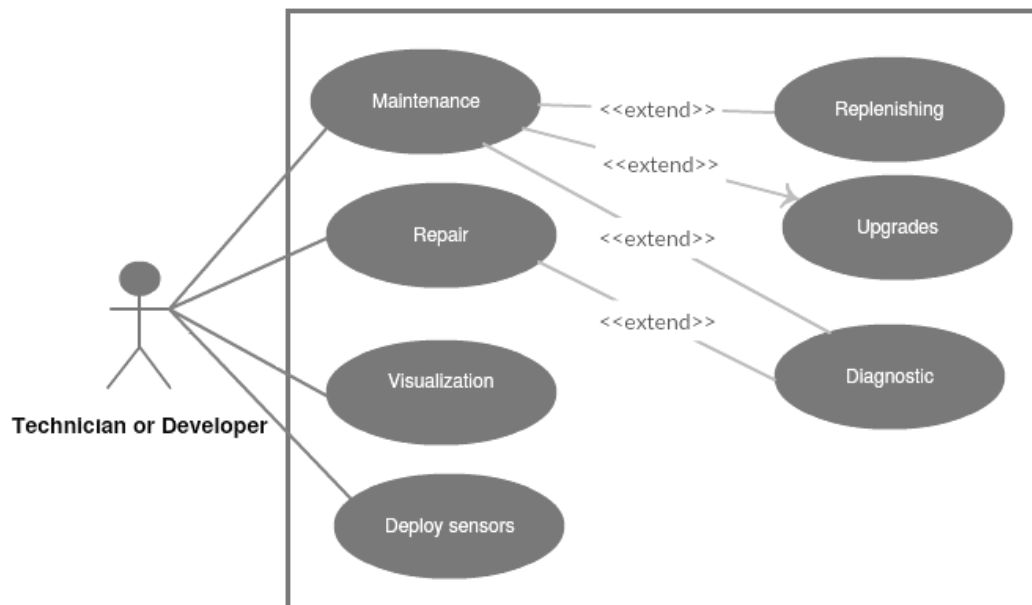 Maintenance
<<extend>>
Replenishing
<<extend>>
Upgrades
Repair
<<extend>>
<<extend>>
Visualization
Diagnostic
Technician or Developer
Deploy sensors